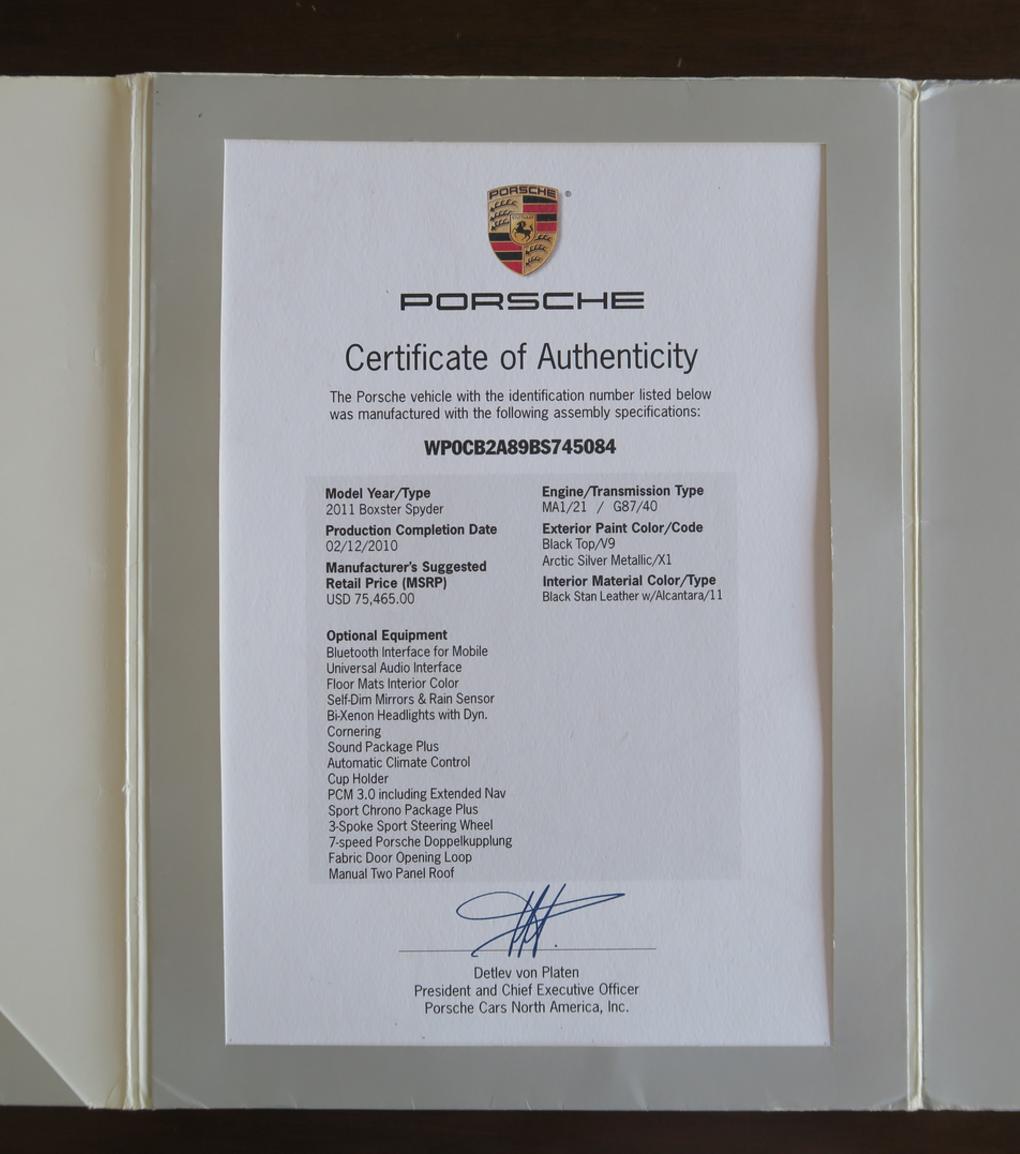 PORSCHE
®
PORSCHE
Certificate of Authenticity
The Porsche vehicle with the identification number listed below
was manufactured with the following assembly specifications:
WP0CB2A89BS745084
Model Year/Type
2011 Boxster Spyder
Production Completion Date
02/12/2010
Manufacturer's Suggested
Retail Price (MSRP)
USD 75,465.00
Engine/Transmission Type
MA1/21 / G87/40
Exterior Paint Color/Code
Black Top/V9
Arctic Silver Metallic/X1
Interior Material Color/Type
Black Stan Leather w/Alcantara/11
Optional Equipment
Bluetooth Interface for Mobile
Universal Audio Interface
Floor Mats Interior Color
Self-Dim Mirrors & Rain Sensor
Bi-Xenon Headlights with Dyn.
Cornering
Sound Package Plus
Automatic Climate Control
Cup Holder
PCM 3.0 including Extended Nav
Sport Chrono Package Plus
3-Spoke Sport Steering Wheel
7-speed Porsche Doppelkupplung
Fabric Door Opening Loop
Manual Two Panel Roof
Detlev von Platen
President and Chief Executive Officer
Porsche Cars North America, Inc.